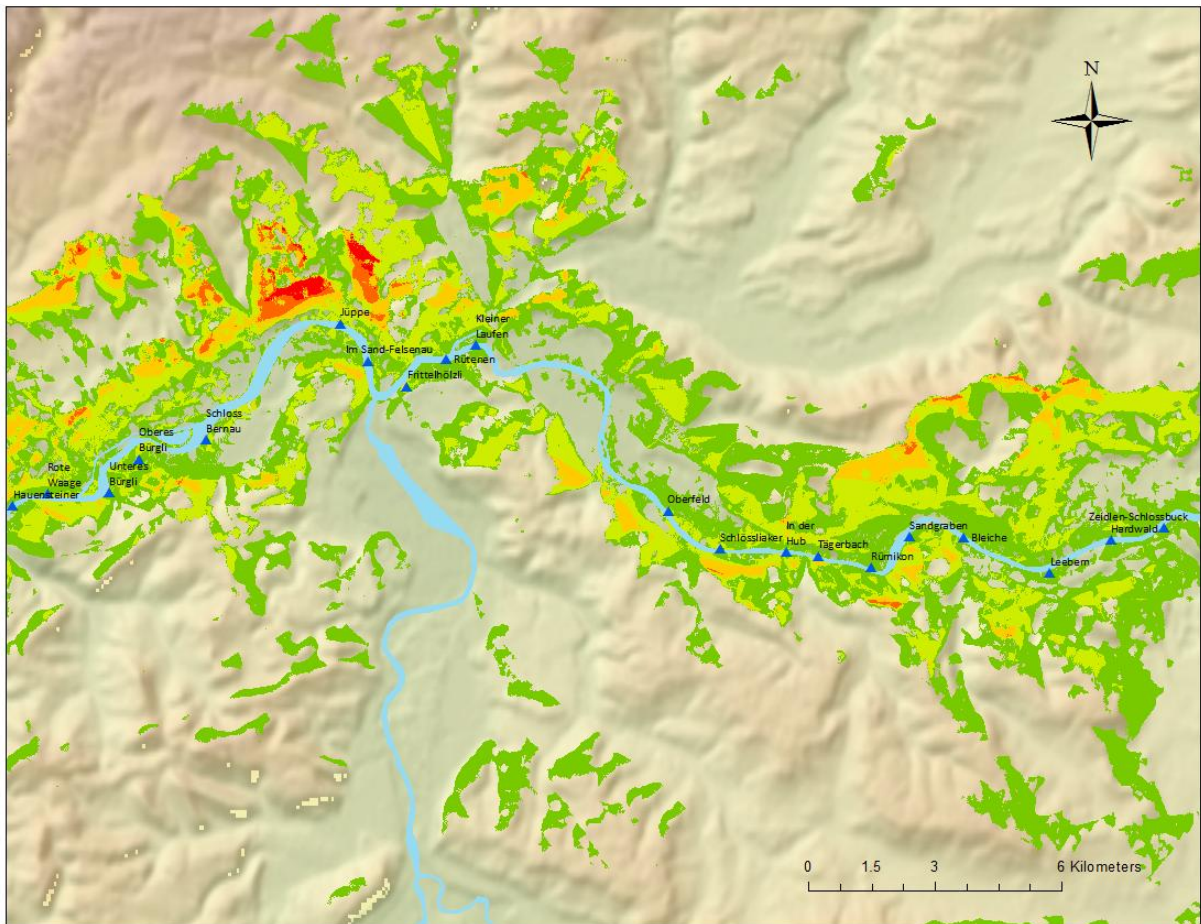 N
Kleiner
Laufen
Jüppe
Im Sand-Felsenau
Rütenen
Frittelhölzli
Schloss
Bernau
Oberes
Bürgli
Unteres
Bürgli
Rote
Waage
Hauensteiner
Oberfeld
Schlössliaker
In der
Hub
Tägerbach
Rümikon
Sandgraben
Bleiche
Leebern
Zeidlen-Schlossbuck
Hardwald
0 1.5 3 6 Kilometers